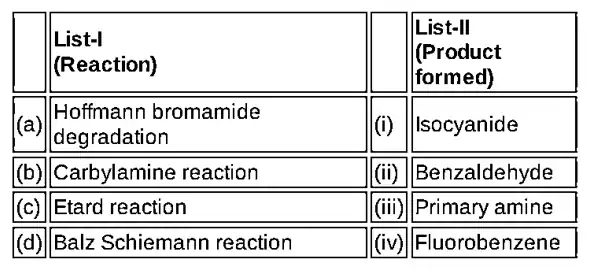 List-I
(Reaction)
List-II
(Product
formed)
(a) Hoffmann bromamide
degradation
(i) Isocyanide
(b) Carbylamine reaction (ii) Benzaldehyde
(c) Etard reaction (iii) Primary amine
(d) Balz Schiemann reaction (iv) Fluorobenzene